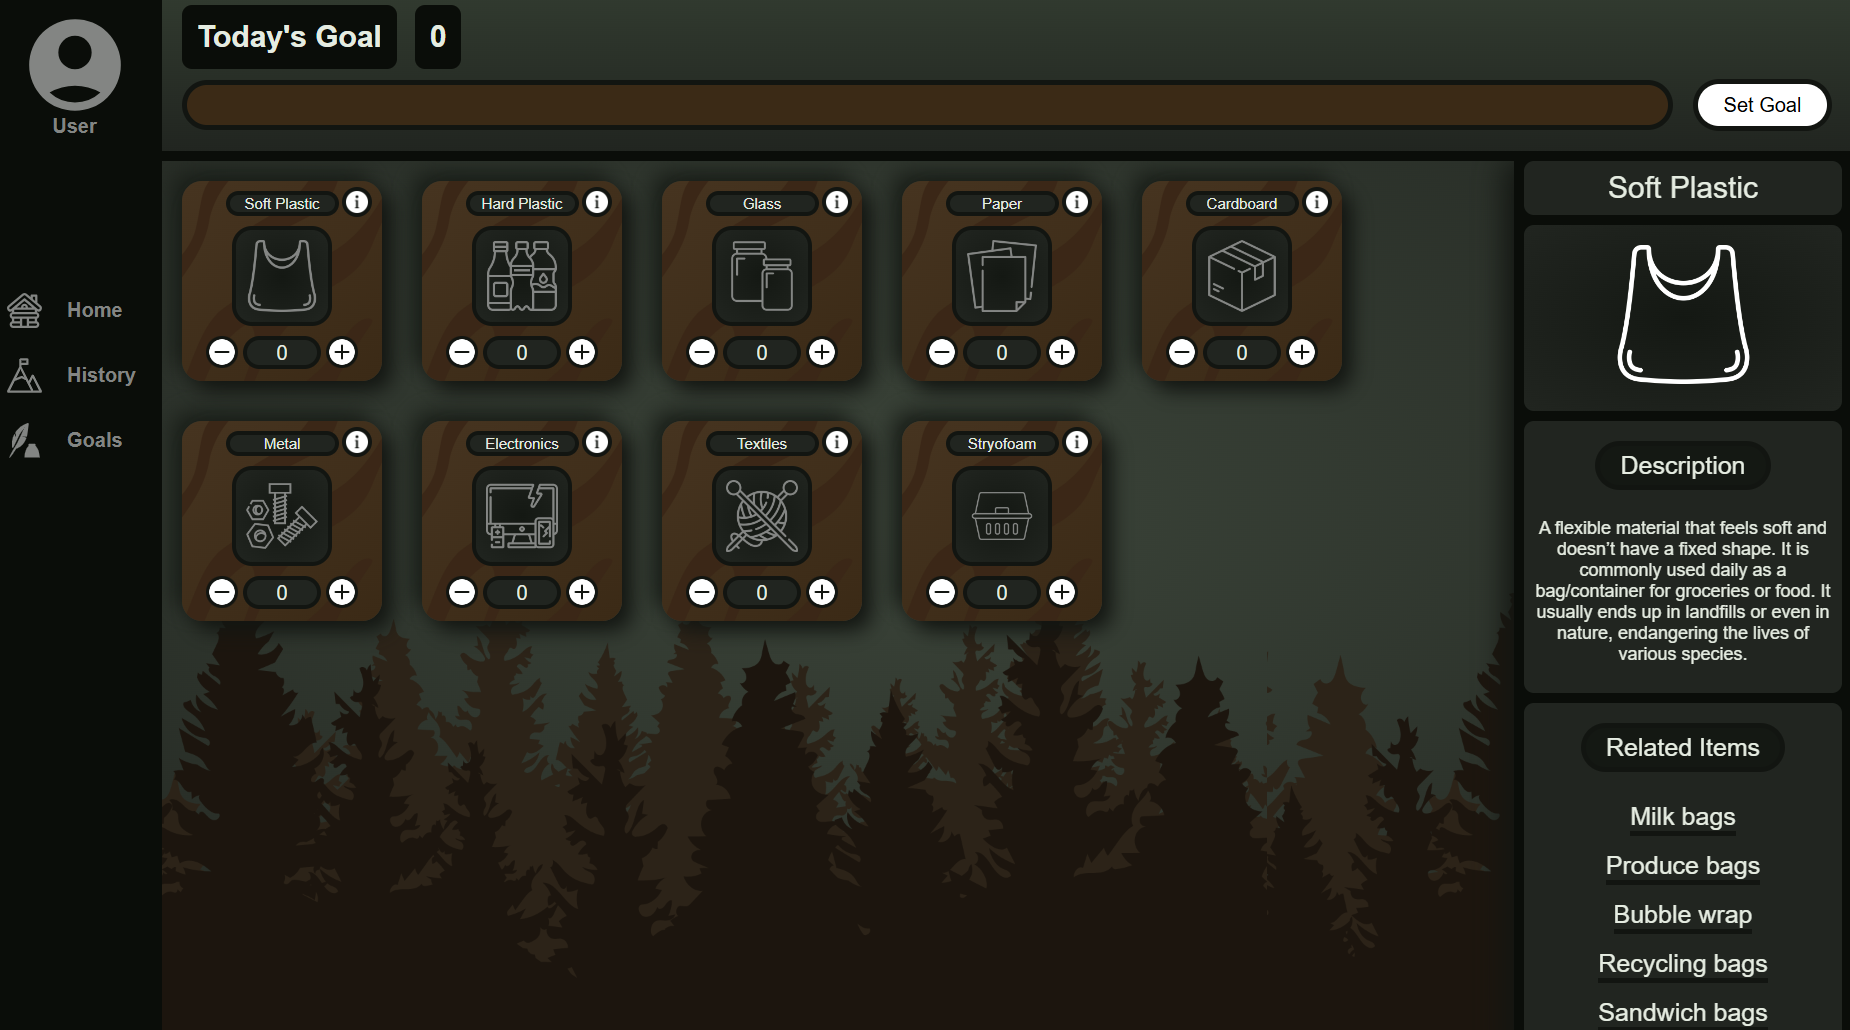 User
Home
History
Goals
Today's Goal
0
Set Goal
Soft Plastic
i
0
Hard Plastic
i
0
Glass
i
0
Paper
i
0
Cardboard
i
0
Metal
i
0
Electronics
i
0
Textiles
i
0
Stryofoam
i
0
Soft Plastic
Description
A flexible material that feels soft and
doesn't have a fixed shape. It is
commonly used daily as a
bag/container for groceries or food. It
usually ends up in landfills or even in
nature, endangering the lives of
various species.
Related Items
Milk bags
Produce bags
Bubble wrap
Recycling bags
Sandwich bags